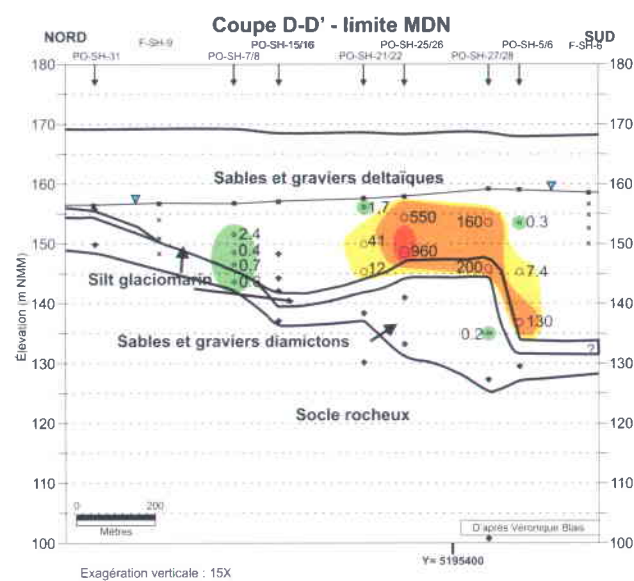 Coupe D-D' - limite MDN
NORD
SUD
F-SH-9
PO-SH-15/16
PO-SH-25/26
PO-SH-5/6
PO-SH-31
PO-SH-7/8
PO-SH-21/22
PO-SH-27/28
F-SH-6
180
180
170
170
Sables et graviers deltaïques
160
160
1,7
550
160
0.3
2.4
150
150
0.4
41
960
0.7
12
200
7.4
Silt glaciomarin
140
140
130
Sables et graviers diamictons
0.2
?
130
130
Élevation (m NMM)
Socle rocheux
120
120
110
110
0
200
Mètres
D'après Véronique Blais
100
100
Y= 5195400
Exagération verticale : 15X